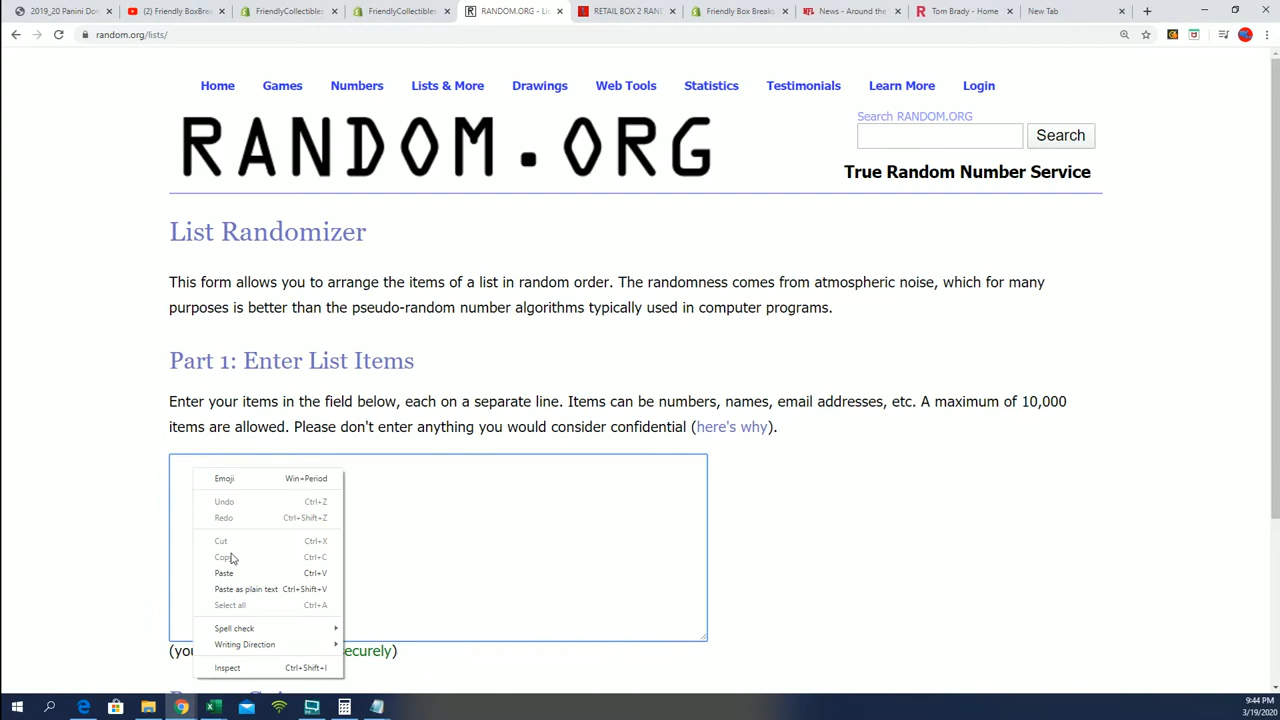 2019_20 Panini Don
(2) Friendly BoxBre
FriendlyCollectibles
FriendlyCollectibles
RANDOM.ORG - Lis
RETAIL BOX 2 RAND
Friendly Box Breaks
News – Around the
Tom Brady - Home
New Tab
random.org/lists/
Home
Games
Numbers
Lists & More
Drawings
Web Tools
Statistics
Testimonials
Learn More
Login
RANDOM.ORG
Search RANDOM.ORG
Search
True Random Number Service
List Randomizer
This form allows you to arrange the items of a list in random order. The randomness comes from atmospheric noise, which for many
purposes is better than the pseudo-random number algorithms typically used in computer programs.
Part 1: Enter List Items
Enter your items in the field below, each on a separate line. Items can be numbers, names, email addresses, etc. A maximum of 10,000
items are allowed. Please don't enter anything you would consider confidential (here's why).
Emoji Win+Period
Undo Ctrl+Z
Redo Ctrl+Shift+Z
Cut Ctrl+X
Copy Ctrl+C
Paste Ctrl+V
Paste as plain text Ctrl+Shift+V
Select all Ctrl+A
Spell check
Writing Direction
Inspect Ctrl+Shift+I
(you
ecurely)
9:44 PM
3/19/2020